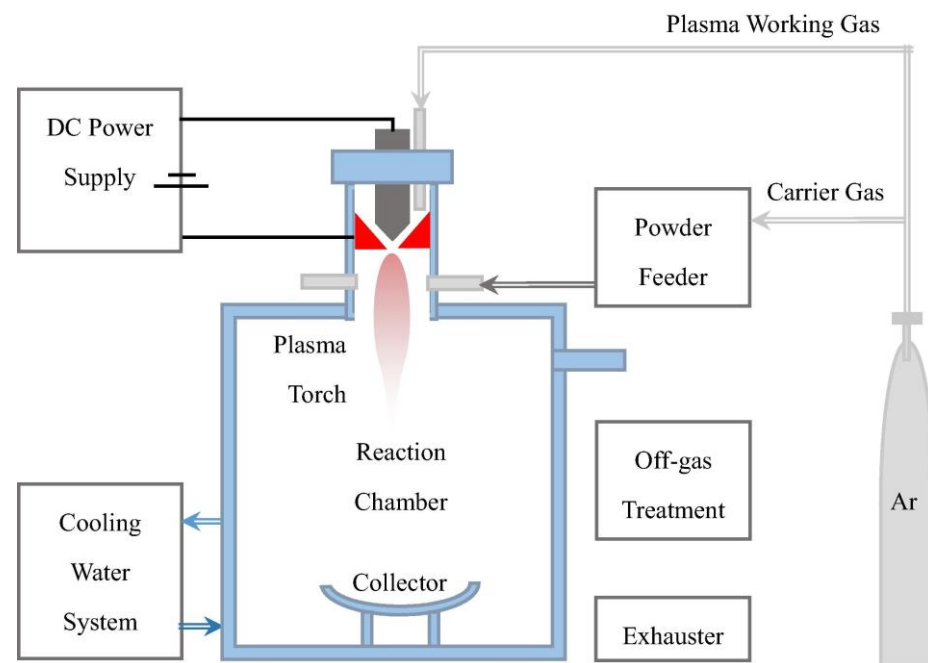 Plasma Working Gas
DC Power
Supply
Carrier Gas
Powder
Feeder
Plasma
Torch
Reaction
Chamber
Off-gas
Treatment
Ar
Cooling
Water
System
Collector
Exhauster